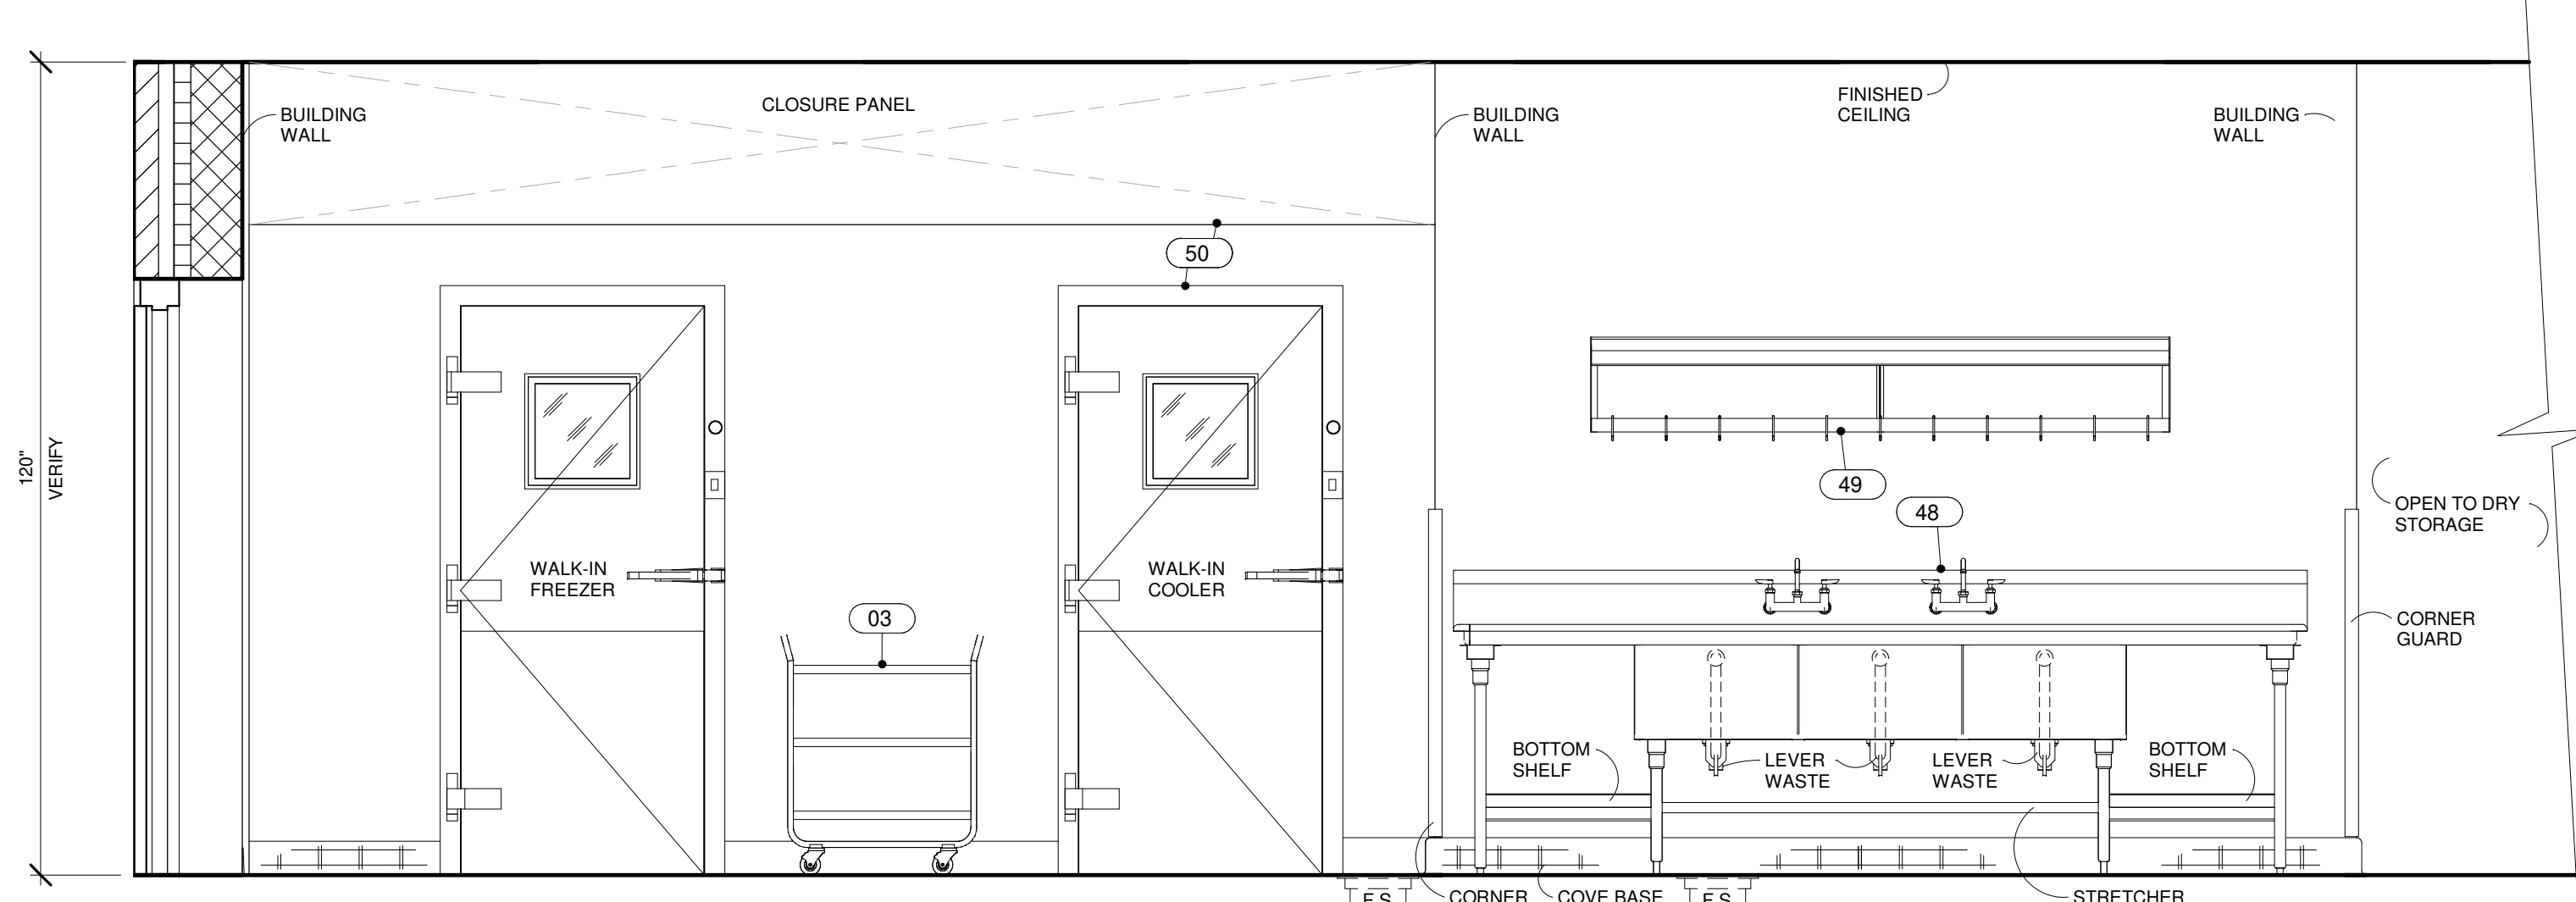 CLOSURE PANEL
BUILDING
WALL
BUILDING
WALL
FINISHED
CEILING
BUILDING
WALL
50
49
48
120"
VERIFY
OPEN TO DRY
STORAGE
WALK-IN
FREEZER
WALK-IN
COOLER
03
CORNER
GUARD
BOTTOM
SHELF
LEVER
WASTE
LEVER
WASTE
BOTTOM
SHELF
F.S.
CORNER
COVE BASE
F.S.
STRETCHER